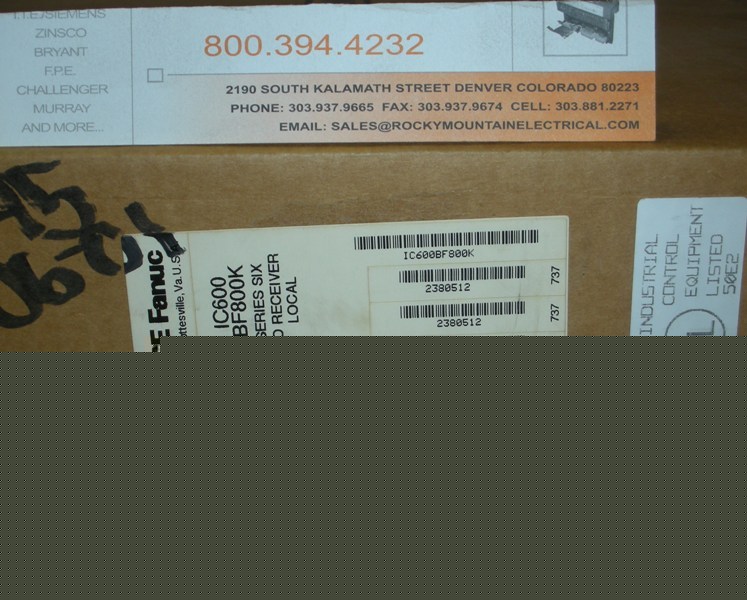 I.T.E./SIEMENS
ZINSCO
BRYANT
F.P.E.
CHALLENGER
MURRAY
AND MORE...
800.394.4232
2190 SOUTH KALAMATH STREET DENVER COLORADO 80223
PHONE: 303.937.9665 FAX: 303.937.9674 CELL: 303.881.2271
EMAIL: SALES@ROCKYMOUNTAINELECTRICAL.COM
Fanuc
Va. U.S.
IC600
BF800K
SERIES SIX
RECEIVER
LOCAL
IC600BF800K
2380512
737
2380512
737
INDUSTRIAL
CONTROL
EQUIPMENT
LISTED
50E2